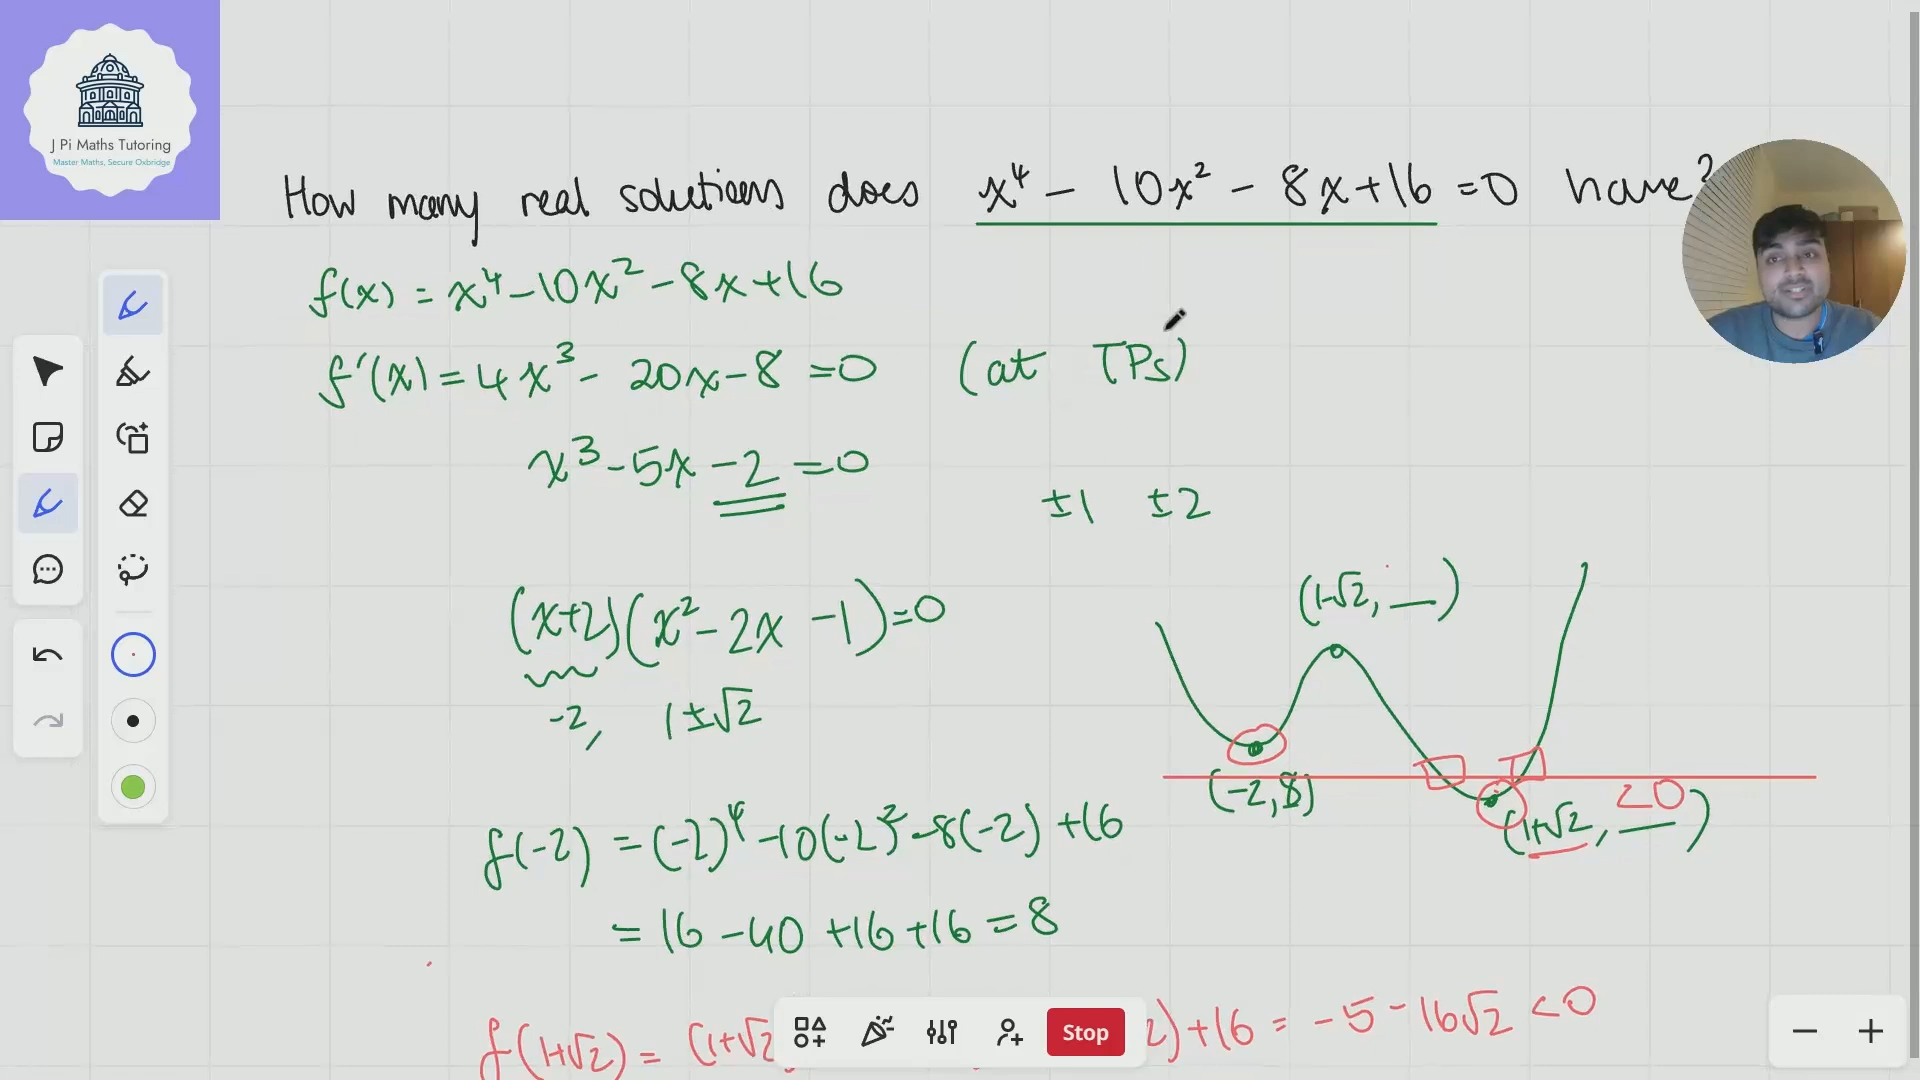 J Pi Maths Tutoring
Master Maths, Secure Oxbridge
How many real solutions does x⁴ - 10x² - 8x + 16 = 0 have?
f(x) = x⁴ - 10x² - 8x + 16
f'(x) = 4x³ - 20x - 8 = 0 (at TPs)
x³ - 5x - 2 = 0
±1 ±2
(x+2)(x² - 2x - 1) = 0
-2, 1±√2
(1-√2, __)
(-2, 8)
<0
(1+√2, __)
f(-2) = (-2)⁴ - 10(-2)² - 8(-2) + 16
= 16 - 40 + 16 + 16 = 8
f(1+√2) = (1+√2 2) + 16 = -5 - 16√2 < 0
Stop